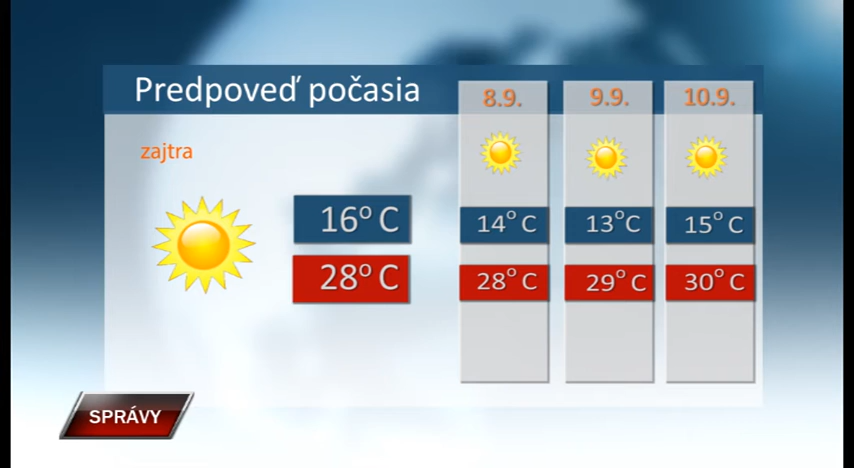 Predpoveď počasia
zajtra
16° C
28° C
8.9.
14° C
28° C
9.9.
13°C
29° C
10.9.
15° C
30° C
SPRÁVY